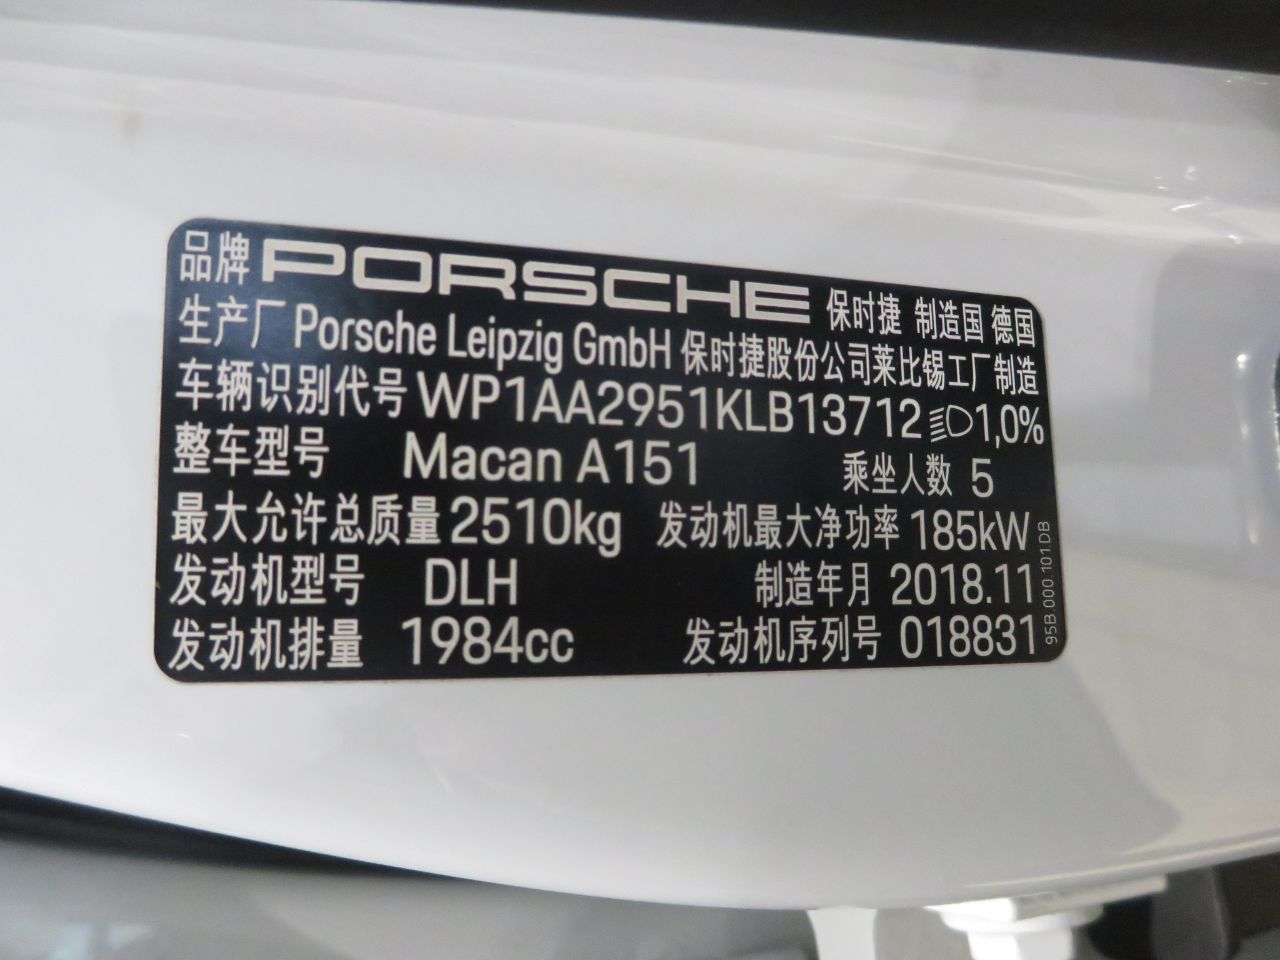 品牌 PORSCHE 保时捷 制造国 德国
生产厂 Porsche Leipzig GmbH 保时捷股份公司莱比锡工厂制造
车辆识别代号 WP1AA2951KLB13712 1,0%
整车型号 Macan A151 乘坐人数 5
最大允许总质量 2510kg 发动机最大净功率 185kW
发动机型号 DLH 制造年月 2018.11
发动机排量 1984cc 发动机序列号 018831
95B.000.101.DB